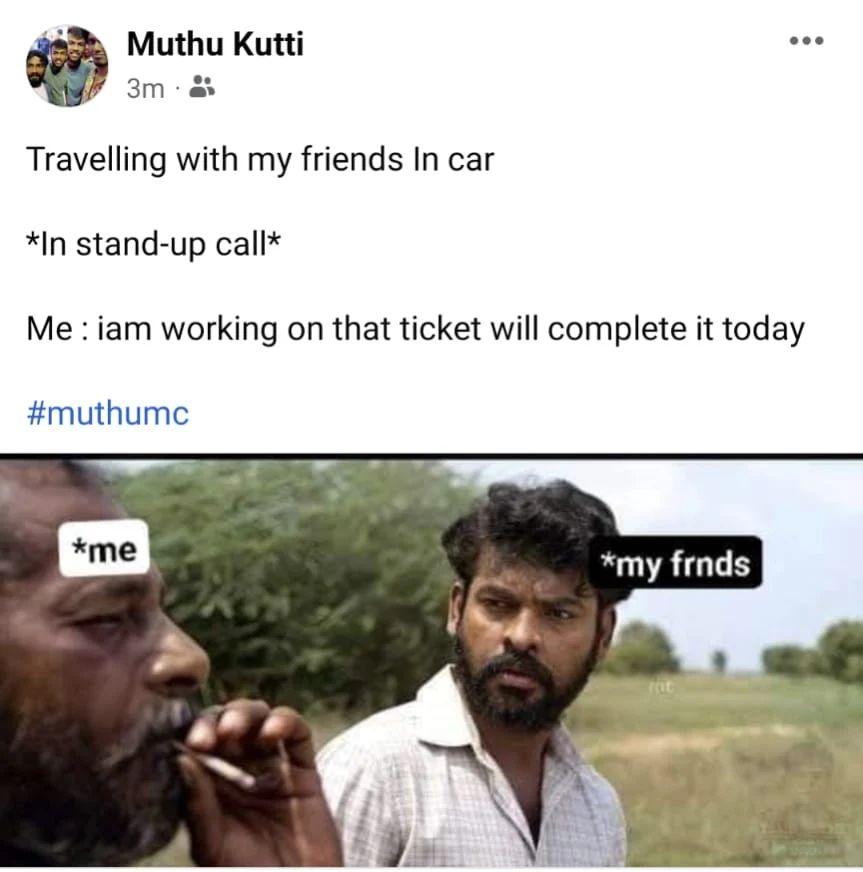 Muthu Kutti
3m ·
Travelling with my friends In car
*In stand-up call*
Me : iam working on that ticket will complete it today
#muthumc
*me
*my frnds
mt